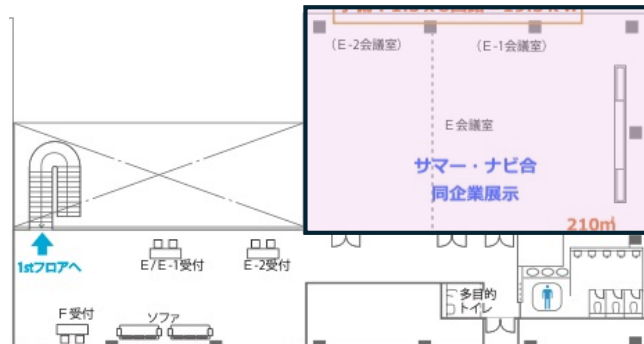 (E-2会議室)
(E-1会議室)
E会議室
サマー・ナビ合
同企業展示
210㎡
1stフロアへ
E/E-1受付
E-2受付
多目的
トイレ
F受付
ソファ